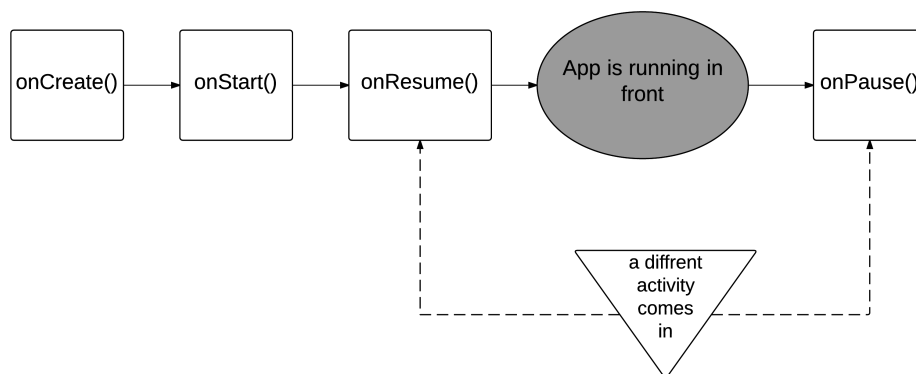 onCreate()
onStart()
onResume()
App is running in
front
onPause()
a diffrent
activity
comes
in